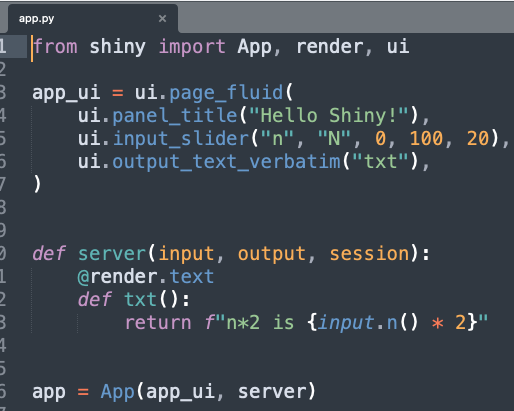 app.py ×
1 from shiny import App, render, ui
2
3 app_ui = ui.page_fluid(
4     ui.panel_title("Hello Shiny!"),
5     ui.input_slider("n", "N", 0, 100, 20),
6     ui.output_text_verbatim("txt"),
7 )
8
9
0 def server(input, output, session):
1     @render.text
2     def txt():
3         return f"n*2 is {input.n() * 2}"
4
5
6 app = App(app_ui, server)